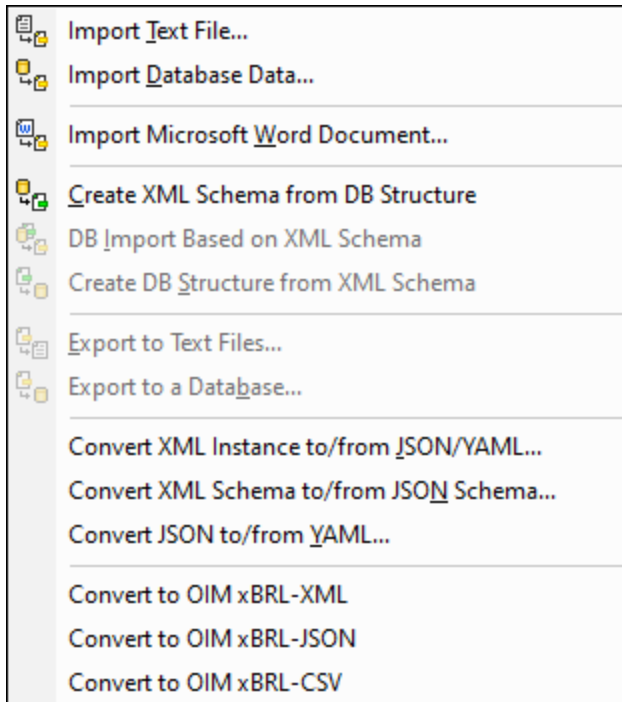 Import Text File...
Import Database Data...
Import Microsoft Word Document...
Create XML Schema from DB Structure
DB Import Based on XML Schema
Create DB Structure from XML Schema
Export to Text Files...
Export to a Database...
Convert XML Instance to/from JSON/YAML...
Convert XML Schema to/from JSON Schema...
Convert JSON to/from YAML...
Convert to OIM xBRL-XML
Convert to OIM xBRL-JSON
Convert to OIM xBRL-CSV